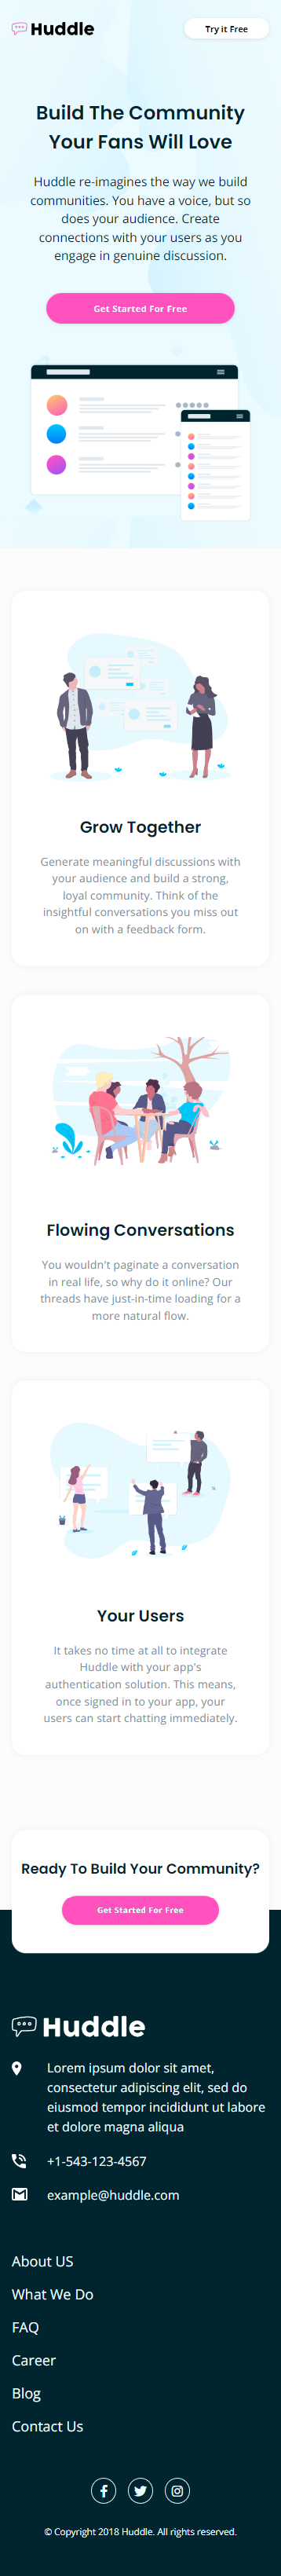 Huddle
Try it Free
Build The Community
Your Fans Will Love
Huddle re-imagines the way we build
communities. You have a voice, but so
does your audience. Create
connections with your users as you
engage in genuine discussion.
Get Started For Free
Grow Together
Generate meaningful discussions with
your audience and build a strong,
loyal community. Think of the
insightful conversations you miss out
on with a feedback form.
Flowing Conversations
You wouldn't paginate a conversation
in real life, so why do it online? Our
threads have just-in-time loading for a
more natural flow.
Your Users
It takes no time at all to integrate
Huddle with your app's
authentication solution. This means,
once signed in to your app, your
users can start chatting immediately.
Ready To Build Your Community?
Get Started For Free
Huddle
Lorem ipsum dolor sit amet,
consectetur adipiscing elit, sed do
eiusmod tempor incididunt ut labore
et dolore magna aliqua
+1-543-123-4567
example@huddle.com
About US
What We Do
FAQ
Career
Blog
Contact Us
© Copyright 2018 Huddle. All rights reserved.